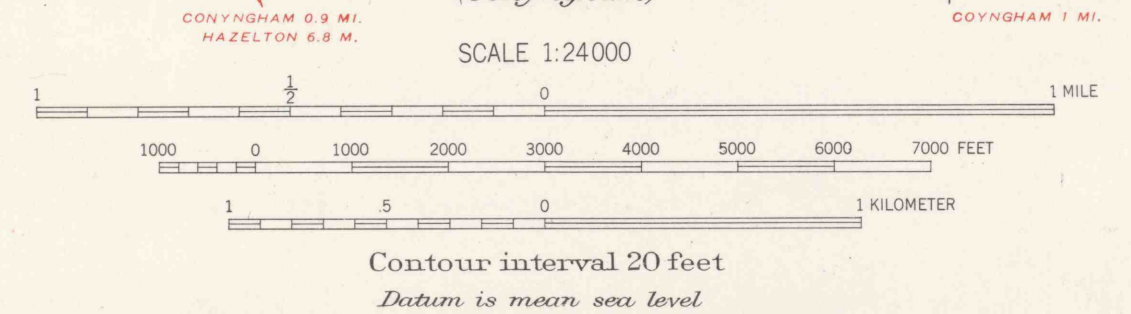 CONYNGHAM 0.9 MI.
HAZELTON 6.8 M.
COYNGHAM 1 MI.
SCALE 1:24000
1 1/2 0 1 MILE
1000 0 1000 2000 3000 4000 5000 6000 7000 FEET
1 .5 0 1 KILOMETER
Contour interval 20 feet
Datum is mean sea level